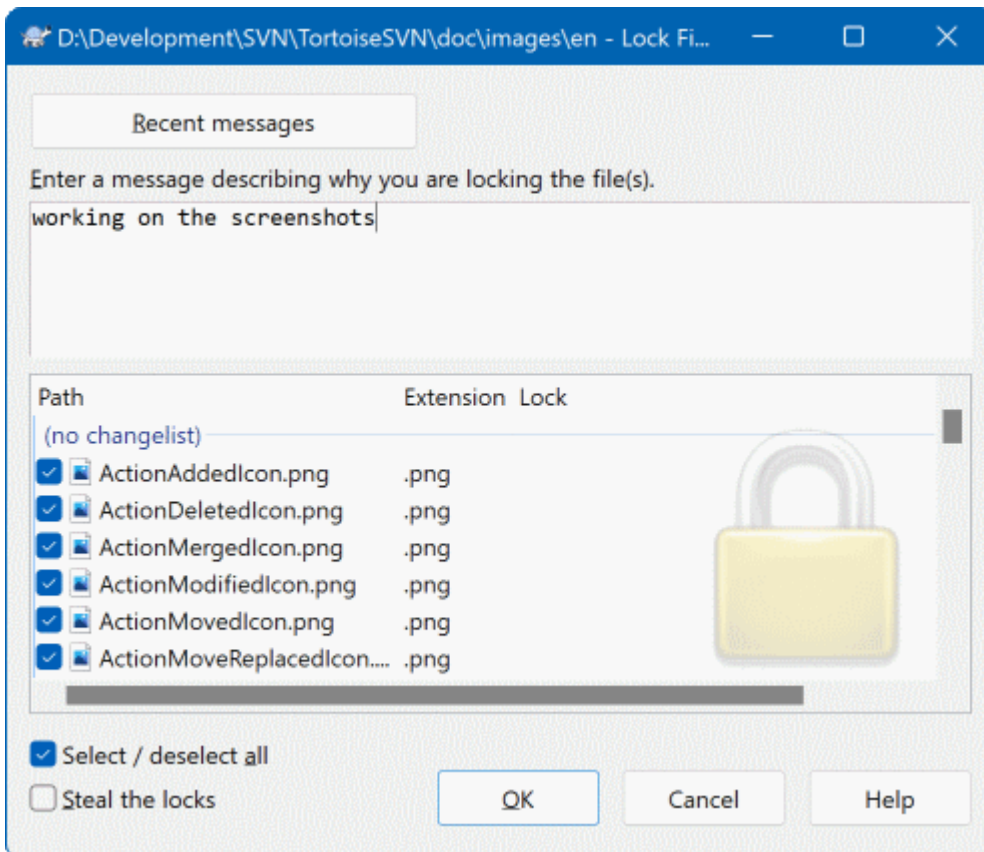 D:\Development\SVN\TortoiseSVN\doc\images\en - Lock Fi...
Recent messages
Enter a message describing why you are locking the file(s).
working on the screenshots
Path Extension Lock
(no changelist)
ActionAddedIcon.png .png
ActionDeletedIcon.png .png
ActionMergedIcon.png .png
ActionModifiedIcon.png .png
ActionMovedIcon.png .png
ActionMoveReplacedIcon.... .png
Select / deselect all
Steal the locks
OK Cancel Help